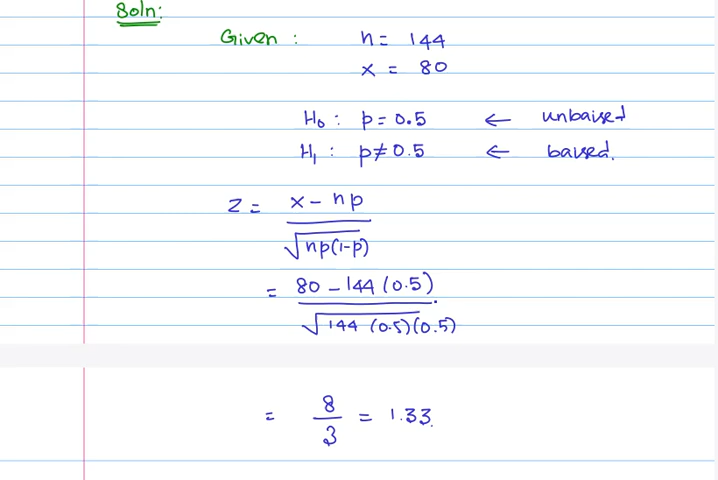 Soln:
Given : n = 144
x = 80
H₀ : p = 0.5 ← unbaised
H₁ : p ≠ 0.5 ← baised.
Z = (x - np) / √(np(1-p))
= (80 - 144(0.5)) / √(144 (0.5)(0.5))
= 8/3 = 1.33.